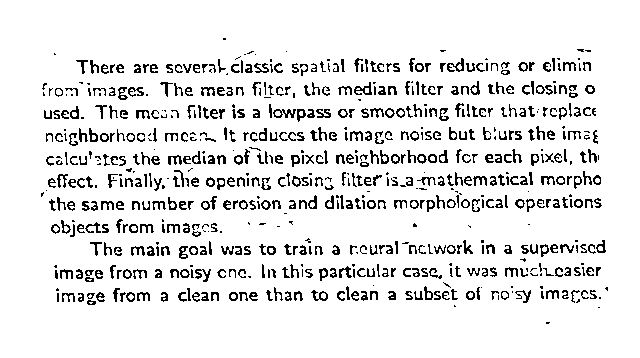 There are several classic spatial filters for reducing or elimin
from images. The mean filter, the median filter and the closing o
used. The mean filter is a lowpass or smoothing filter that replace
neighborhood mean. It reduces the image noise but blurs the imag
calculates the median of the pixel neighborhood for each pixel, th
effect. Finally, the opening closing filter is a mathematical morpho
the same number of erosion and dilation morphological operations
objects from images.
The main goal was to train a neural network in a supervised
image from a noisy one. In this particular case, it was much easier
image from a clean one than to clean a subset of noisy images.